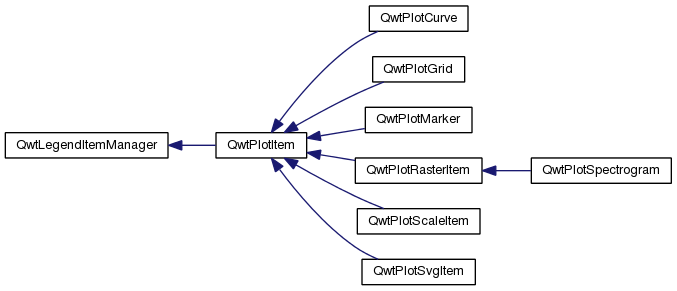 QwtPlotCurve
QwtPlotGrid
QwtPlotMarker
QwtLegendItemManager
QwtPlotItem
QwtPlotRasterItem
QwtPlotSpectrogram
QwtPlotScaleItem
QwtPlotSvgItem